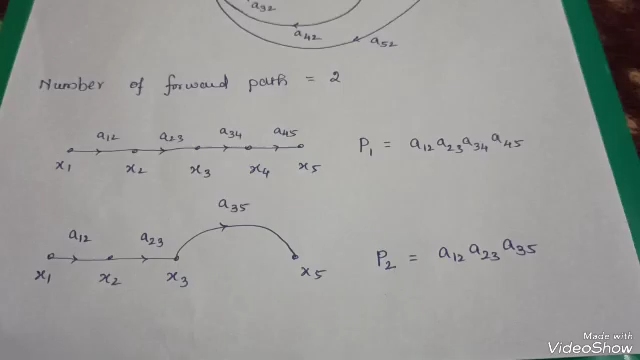 a32
a42
a52
Number of forward path = 2
a12 a23 a34 a45
x1 x2 x3 x4 x5
P1 = a12 a23 a34 a45
a35
a12 a23
x1 x2 x3 x5
P2 = a12 a23 a35
Made with
VideoShow